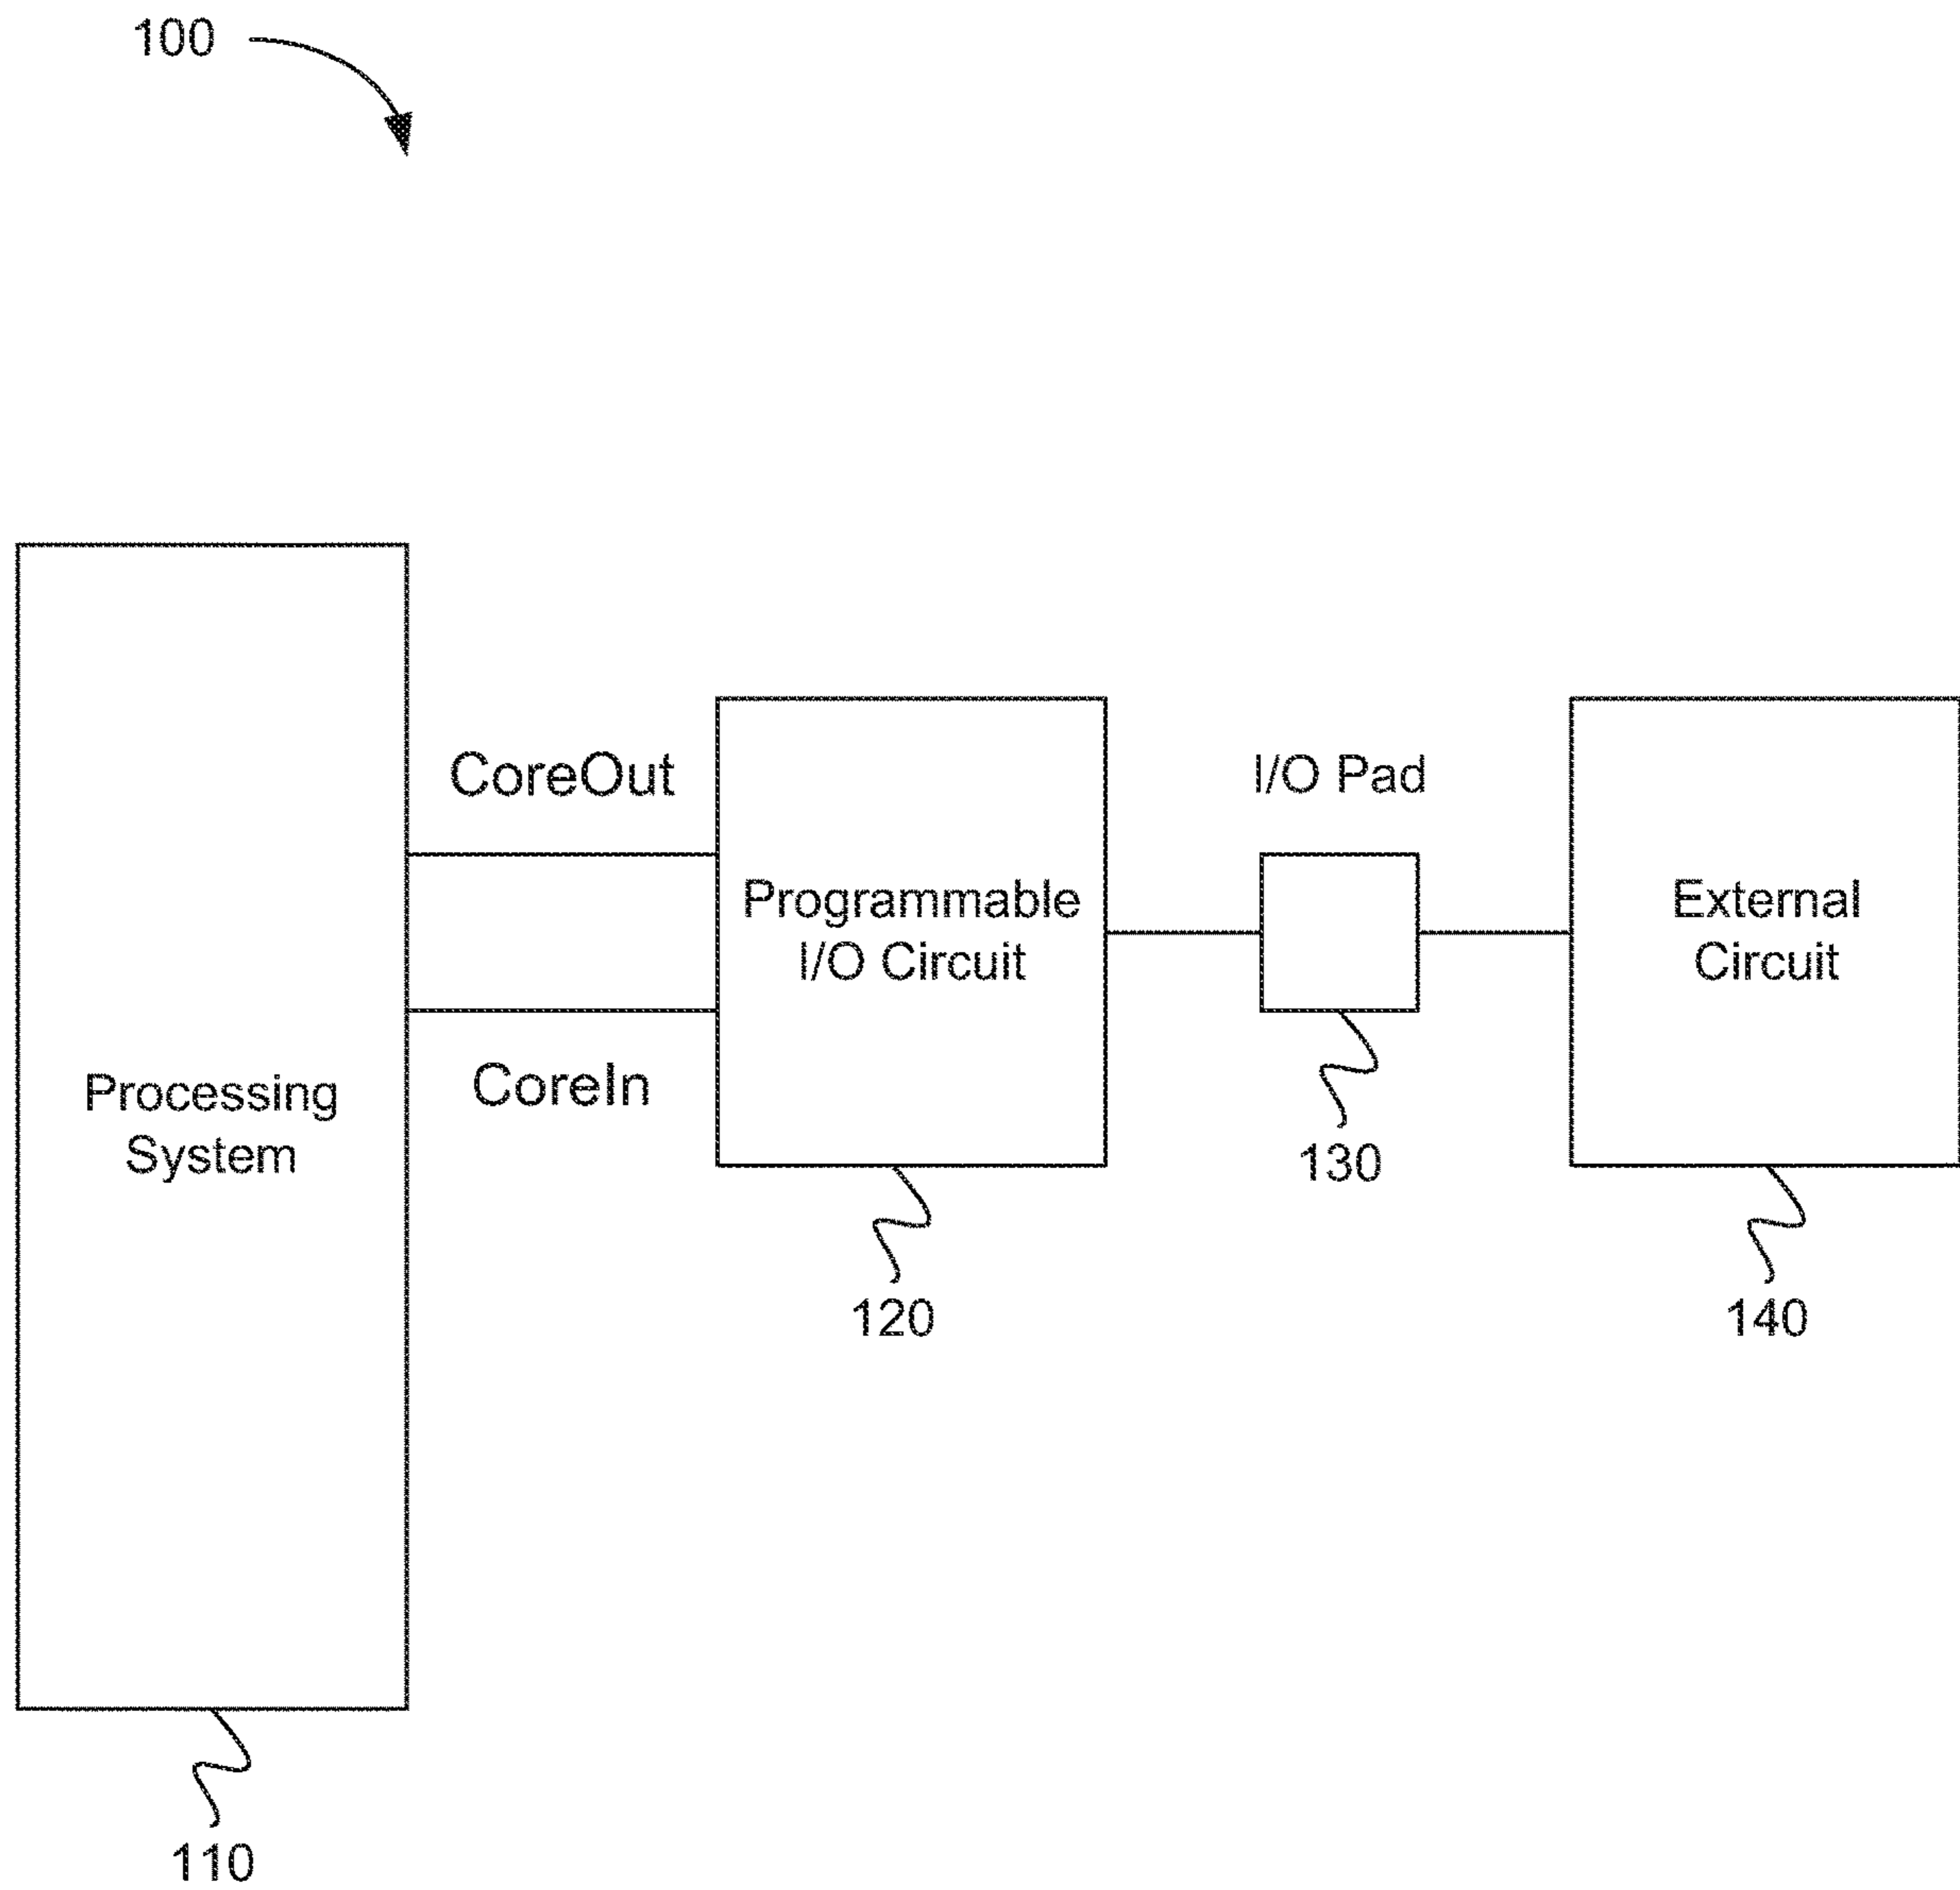 100
CoreOut
I/O Pad
Programmable
I/O Circuit
External
Circuit
Processing
System
CoreIn
130
120
140
110